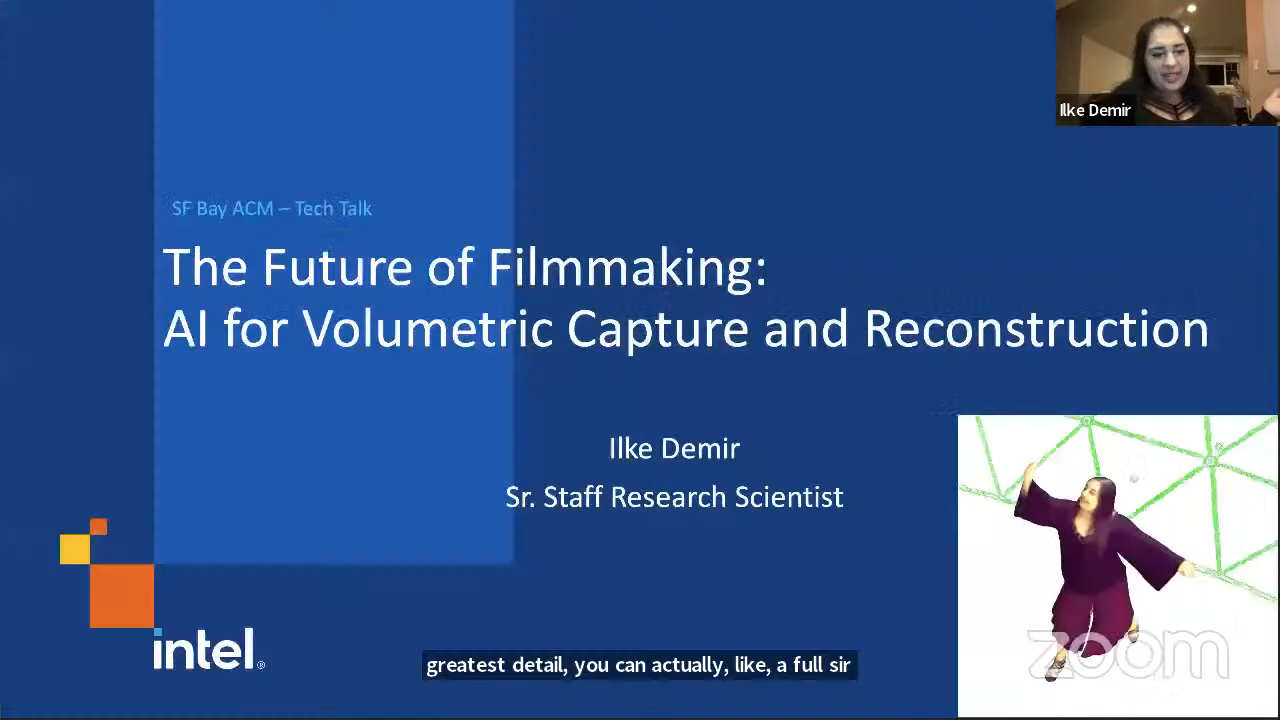 Ilke Demir
SF Bay ACM – Tech Talk
The Future of Filmmaking:
AI for Volumetric Capture and Reconstruction
Ilke Demir
Sr. Staff Research Scientist
intel®
zoom
greatest detail, you can actually, like, a full sir